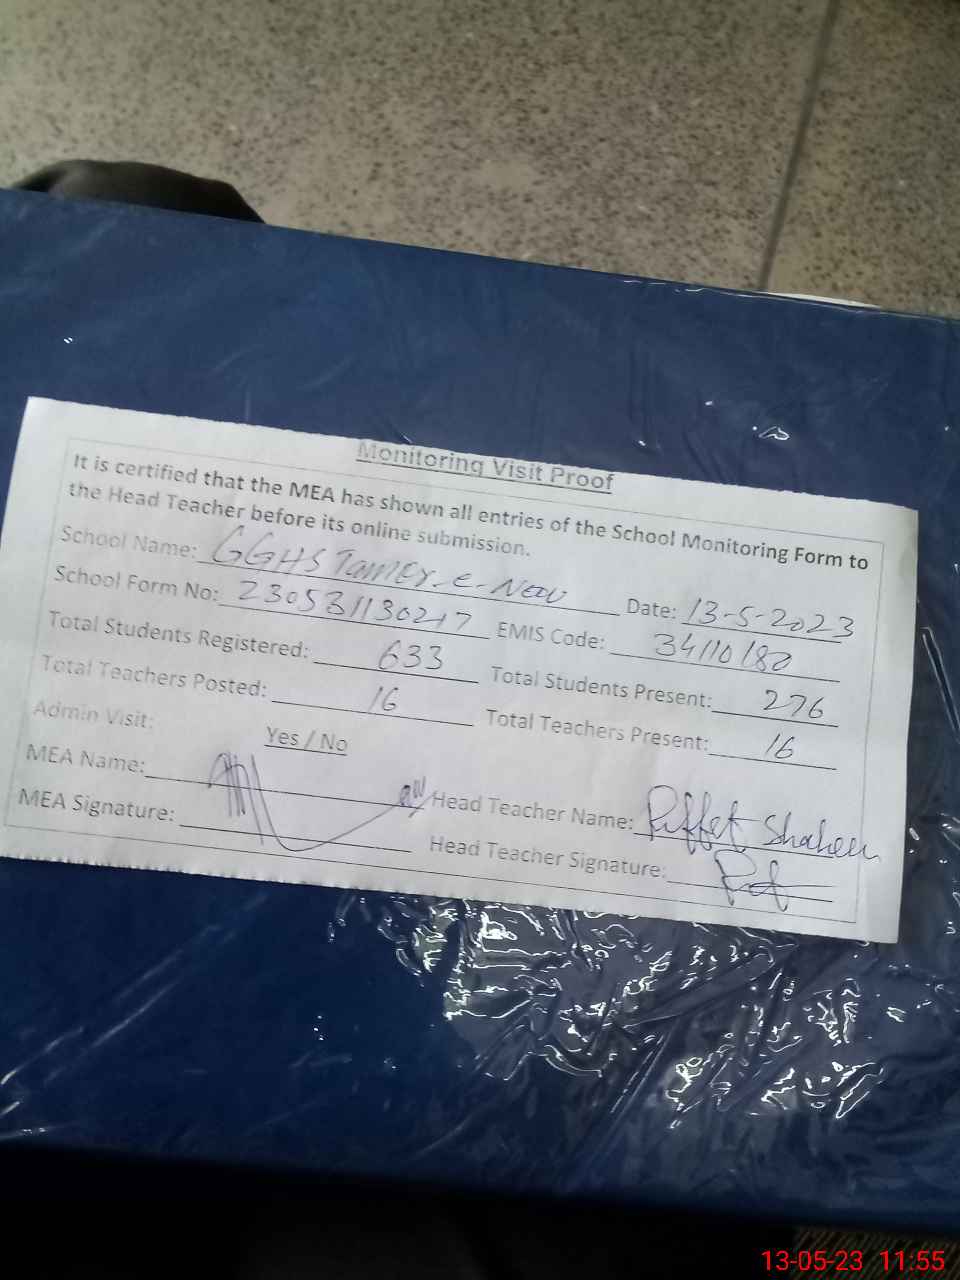 Monitoring Visit Proof
It is certified that the MEA has shown all entries of the School Monitoring Form to
the Head Teacher before its online submission.
School Name: GGHS Tamer-e-Neou Date: 13-5-2023
School Form No: 230531130217 EMIS Code: 34110180
Total Students Registered: 633 Total Students Present: 276
Total Teachers Posted: 16 Total Teachers Present: 16
Admin Visit: Yes / No
MEA Name: Head Teacher Name: Riffet Shaheen
MEA Signature: Head Teacher Signature:
13-05-23 11:55